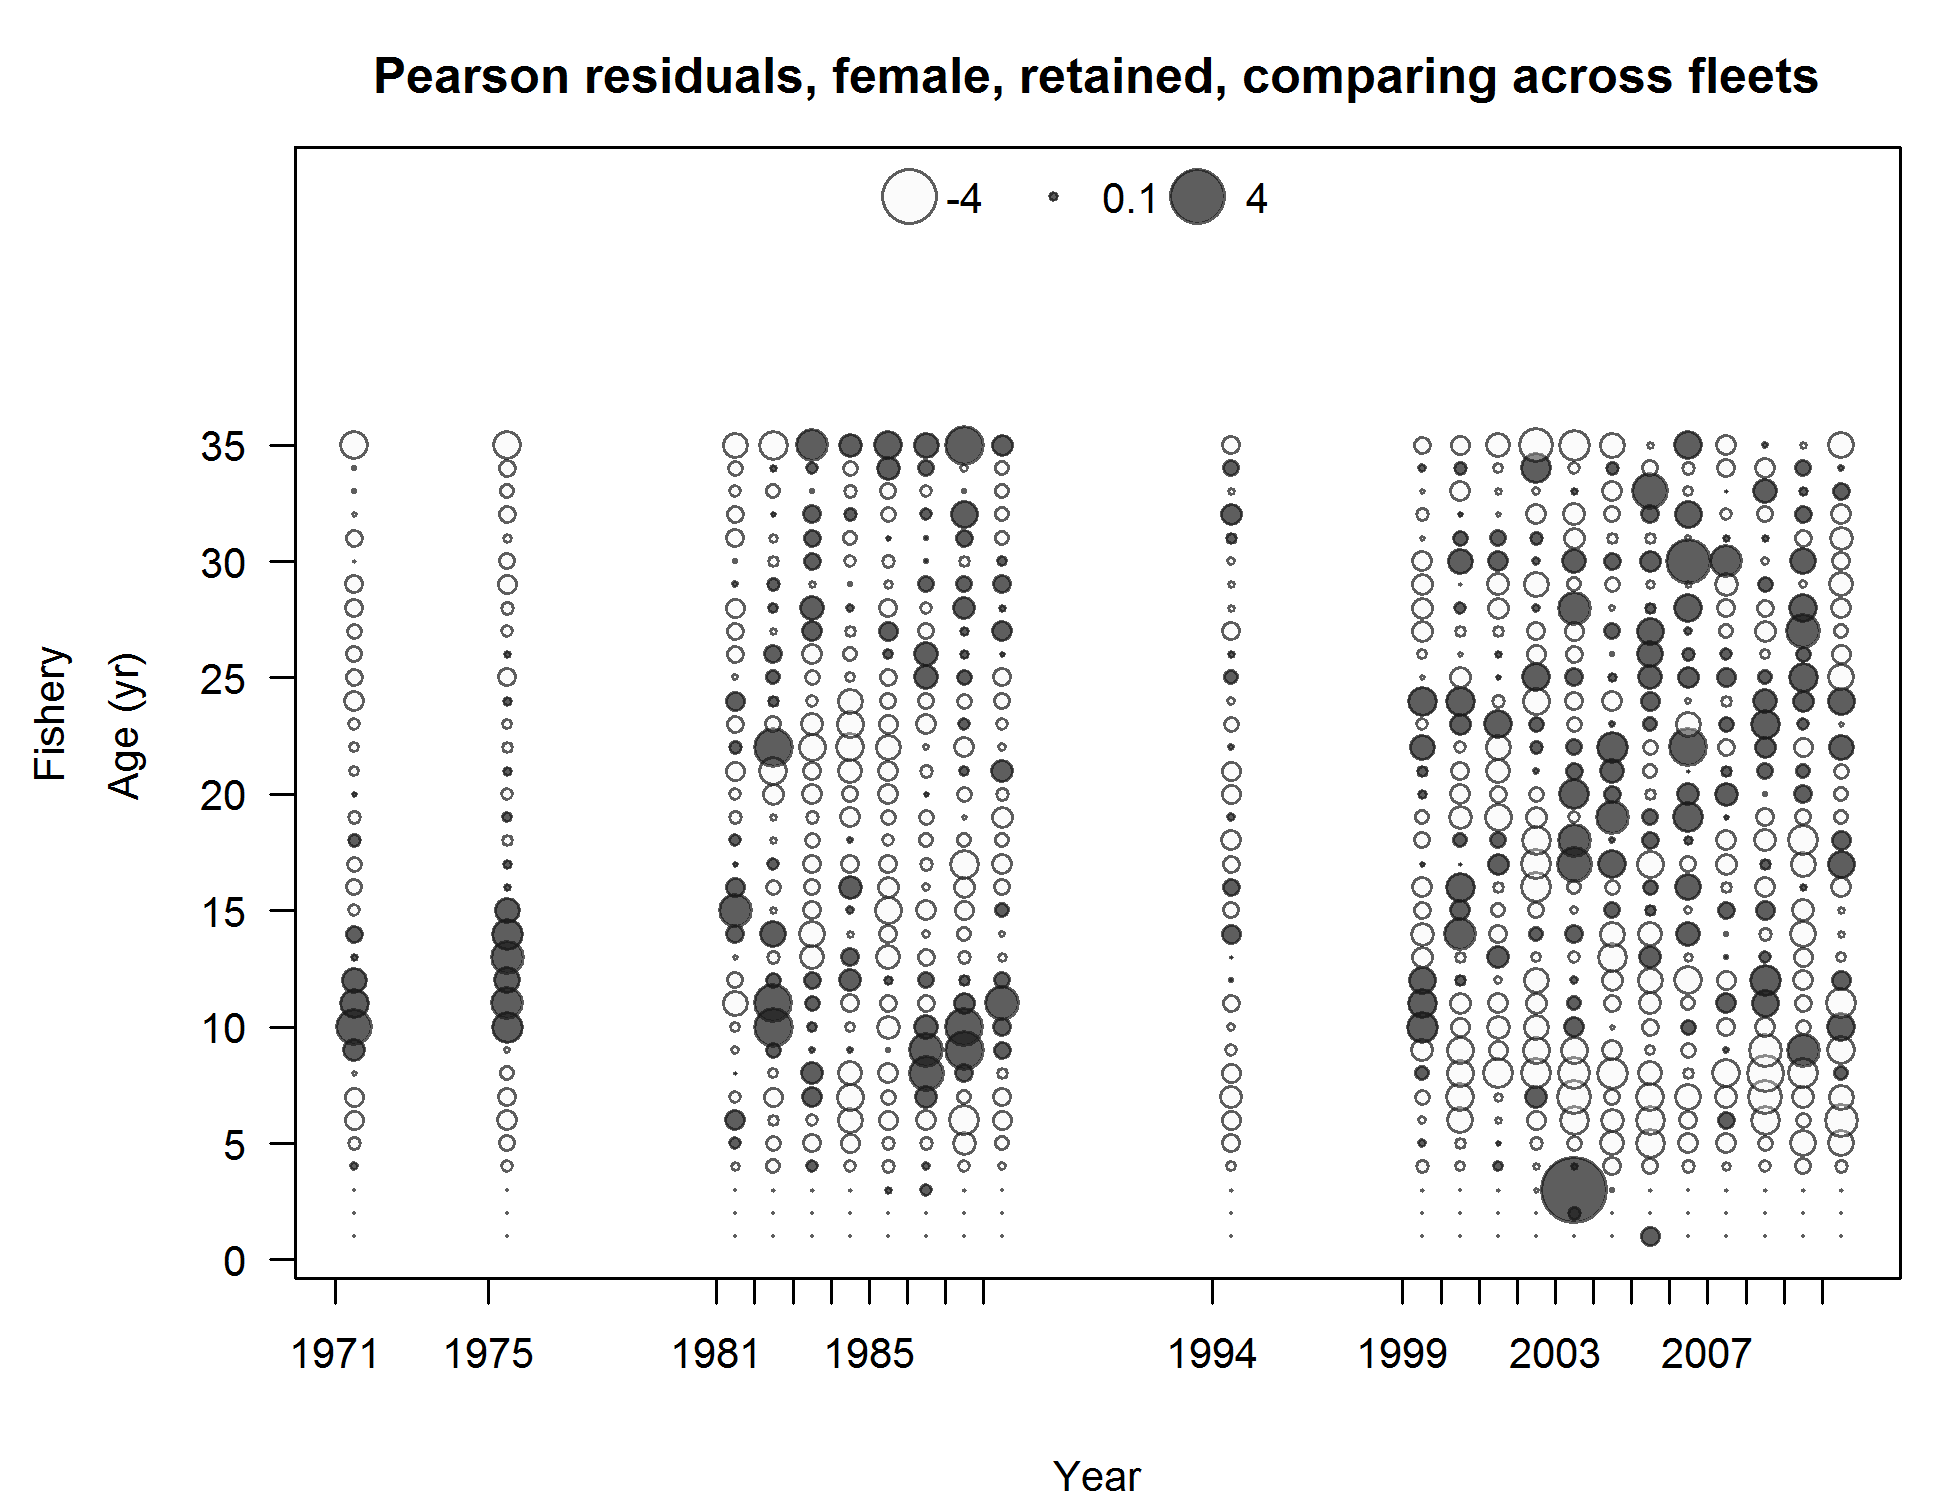 Pearson residuals, female, retained, comparing across fleets
-4 0.1 4
Fishery
Age (yr)
35
30
25
20
15
10
5
0
1971 1975 1981 1985 1994 1999 2003 2007
Year